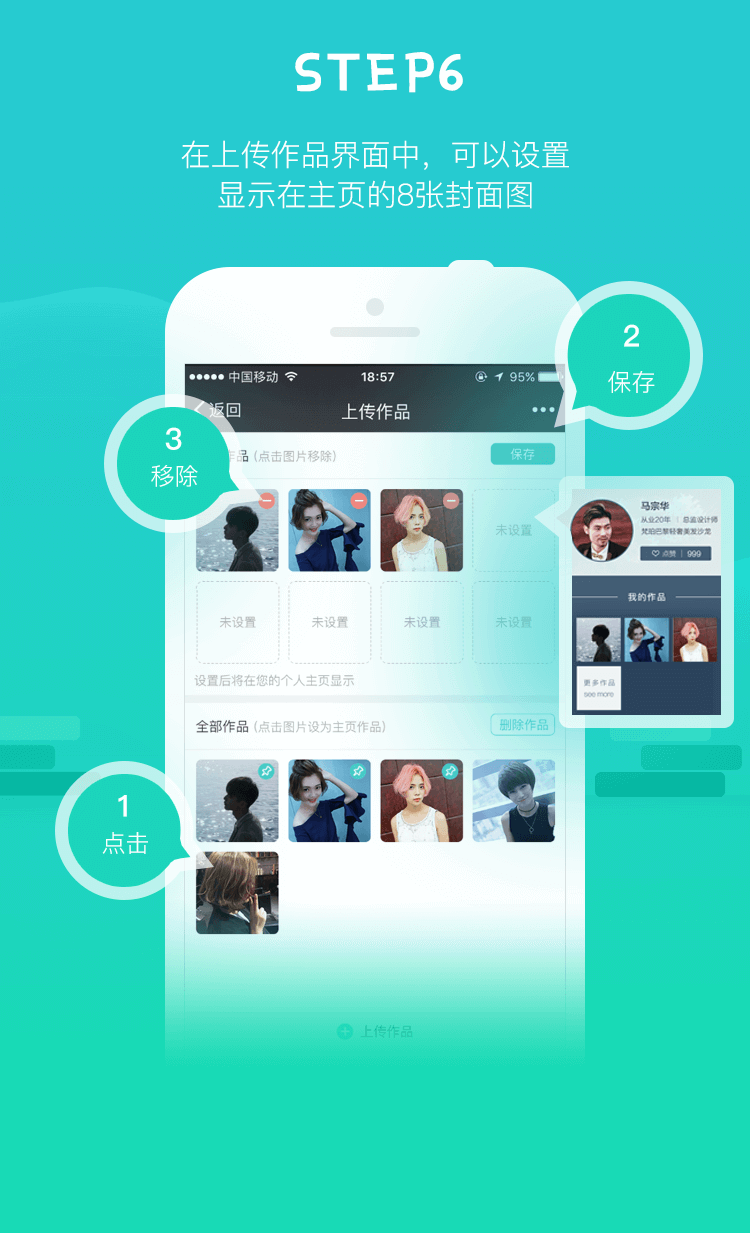 STEP6
在上传作品界面中，可以设置
显示在主页的8张封面图
中国移动
18:57
95%
返回
上传作品
作品 (点击图片移除)
保存
未设置
未设置
未设置
未设置
未设置
设置后将在您的个人主页显示
全部作品 (点击图片设为主页作品)
删除作品
上传作品
1
点击
2
保存
3
移除
马宗华
从业20年 | 总监设计师
梵珀巴黎轻奢美发沙龙
点赞 | 999
我的作品
更多作品
see more